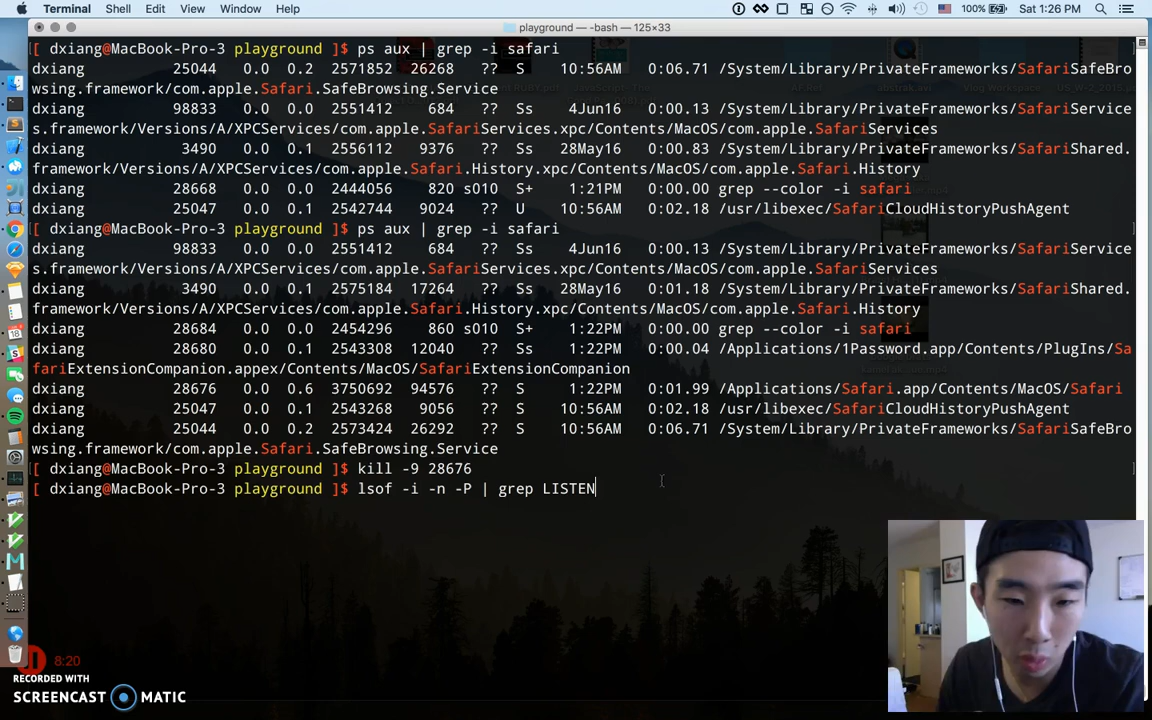 Terminal Shell Edit View Window Help 100% Sat 1:26 PM
playground — -bash — 125×33
[ dxiang@MacBook-Pro-3 playground ]$ ps aux | grep -i safari
dxiang 25044 0.0 0.2 2571852 26268 ?? S 10:56AM 0:06.71 /System/Library/PrivateFrameworks/SafariSafeBro
wsing.framework/com.apple.Safari.SafeBrowsing.Service
dxiang 98833 0.0 0.0 2551412 684 ?? Ss 4Jun16 0:00.13 /System/Library/PrivateFrameworks/SafariService
s.framework/Versions/A/XPCServices/com.apple.SafariServices.xpc/Contents/MacOS/com.apple.SafariServices
dxiang 3490 0.0 0.1 2556112 9376 ?? Ss 28May16 0:00.83 /System/Library/PrivateFrameworks/SafariShared.
framework/Versions/A/XPCServices/com.apple.Safari.History.xpc/Contents/MacOS/com.apple.Safari.History
dxiang 28668 0.0 0.0 2444056 820 s010 S+ 1:21PM 0:00.00 grep --color -i safari
dxiang 25047 0.0 0.1 2542744 9024 ?? U 10:56AM 0:02.18 /usr/libexec/SafariCloudHistoryPushAgent
[ dxiang@MacBook-Pro-3 playground ]$ ps aux | grep -i safari
dxiang 98833 0.0 0.0 2551412 684 ?? Ss 4Jun16 0:00.13 /System/Library/PrivateFrameworks/SafariService
s.framework/Versions/A/XPCServices/com.apple.SafariServices.xpc/Contents/MacOS/com.apple.SafariServices
dxiang 3490 0.0 0.1 2575184 17264 ?? Ss 28May16 0:01.18 /System/Library/PrivateFrameworks/SafariShared.
framework/Versions/A/XPCServices/com.apple.Safari.History.xpc/Contents/MacOS/com.apple.Safari.History
dxiang 28684 0.0 0.0 2454296 860 s010 S+ 1:22PM 0:00.00 grep --color -i safari
dxiang 28680 0.0 0.1 2543308 12040 ?? Ss 1:22PM 0:00.04 /Applications/1Password.app/Contents/PlugIns/Sa
fariExtensionCompanion.appex/Contents/MacOS/SafariExtensionCompanion
dxiang 28676 0.0 0.6 3750692 94576 ?? S 1:22PM 0:01.99 /Applications/Safari.app/Contents/MacOS/Safari
dxiang 25047 0.0 0.1 2543268 9056 ?? S 10:56AM 0:02.18 /usr/libexec/SafariCloudHistoryPushAgent
dxiang 25044 0.0 0.2 2573424 26292 ?? S 10:56AM 0:06.71 /System/Library/PrivateFrameworks/SafariSafeBro
wsing.framework/com.apple.Safari.SafeBrowsing.Service
[ dxiang@MacBook-Pro-3 playground ]$ kill -9 28676 ]
[ dxiang@MacBook-Pro-3 playground ]$ lsof -i -n -P | grep LISTEN
8:20
RECORDED WITH
SCREENCAST MATIC